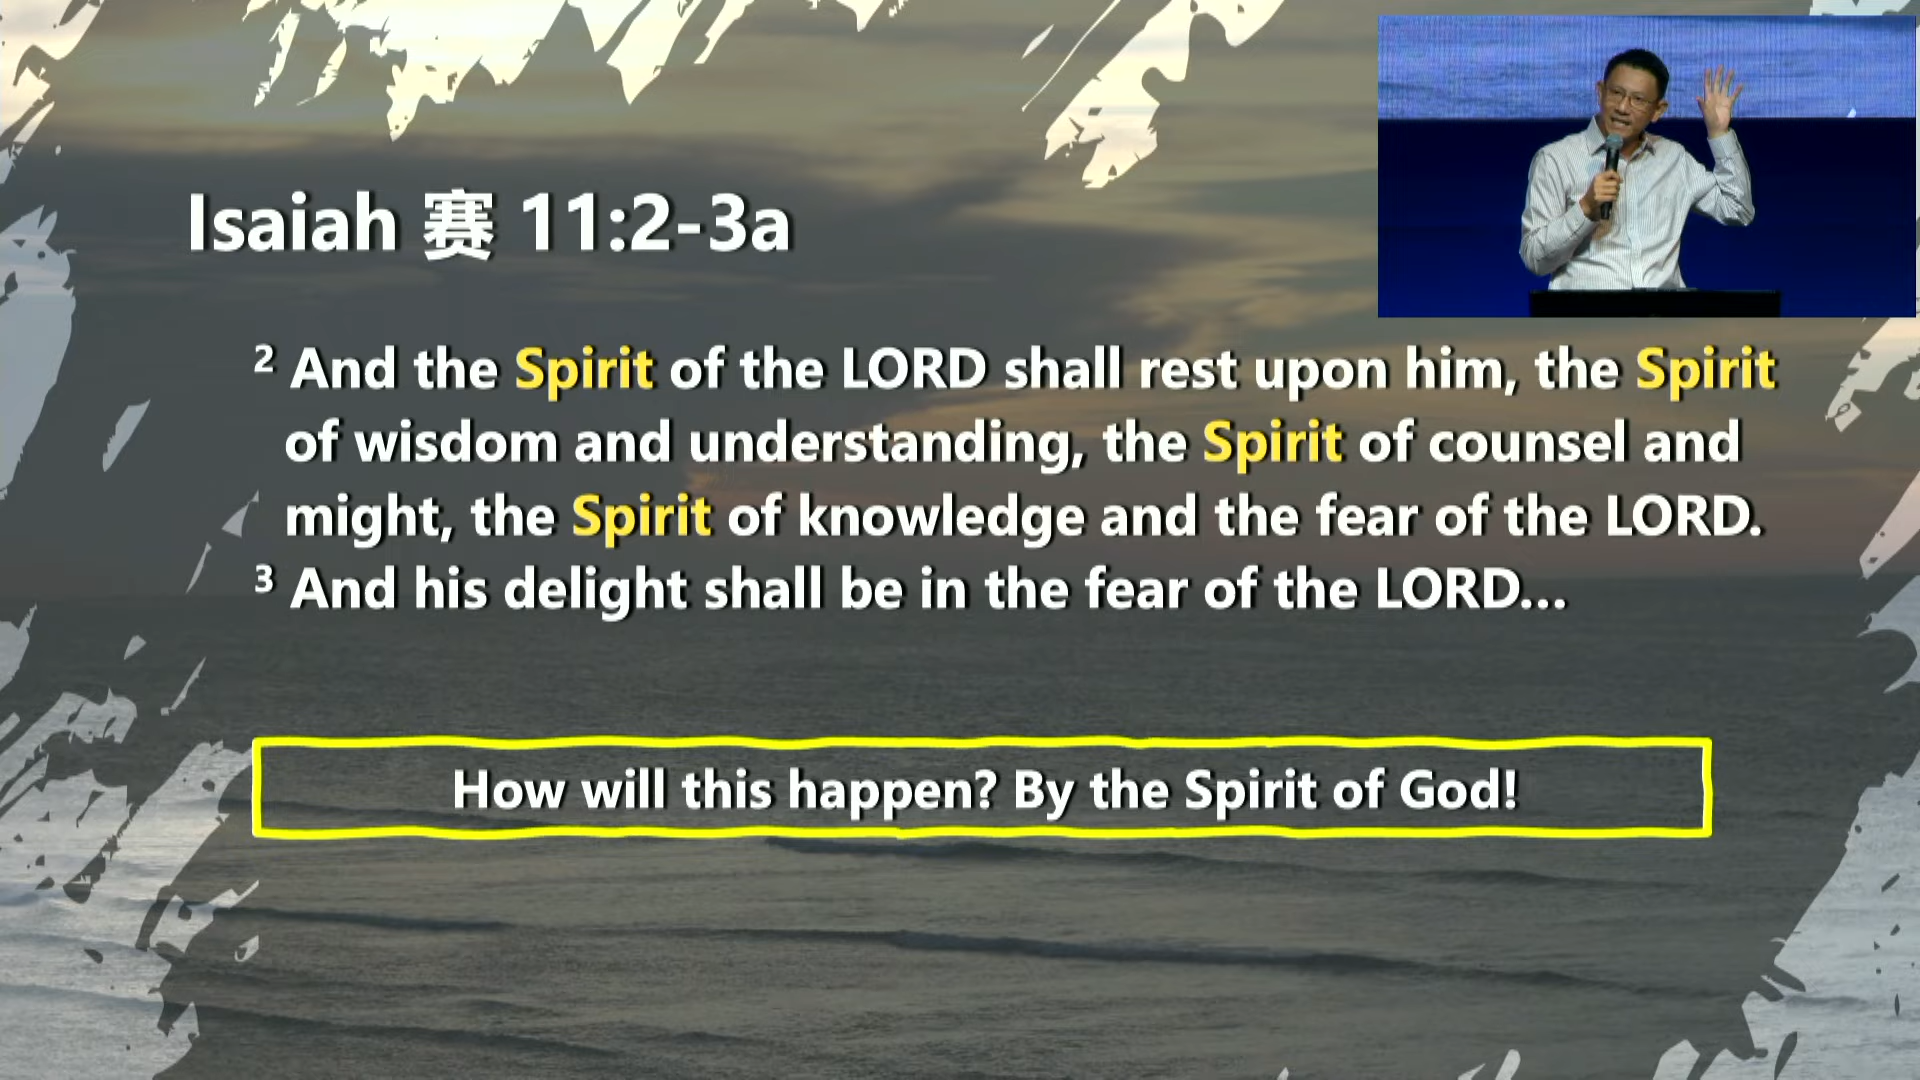 Isaiah 赛 11:2-3a
2 And the Spirit of the LORD shall rest upon him, the Spirit
of wisdom and understanding, the Spirit of counsel and
might, the Spirit of knowledge and the fear of the LORD.
3 And his delight shall be in the fear of the LORD...
How will this happen? By the Spirit of God!